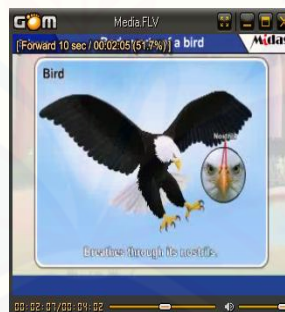 GOM Media.FLV
[Forward 10 sec / 00:02:05 (51.7%)]
of a bird
Midas
Bird
Nostrils
Breathes through its nostrils.
00:02:07/00:04:02